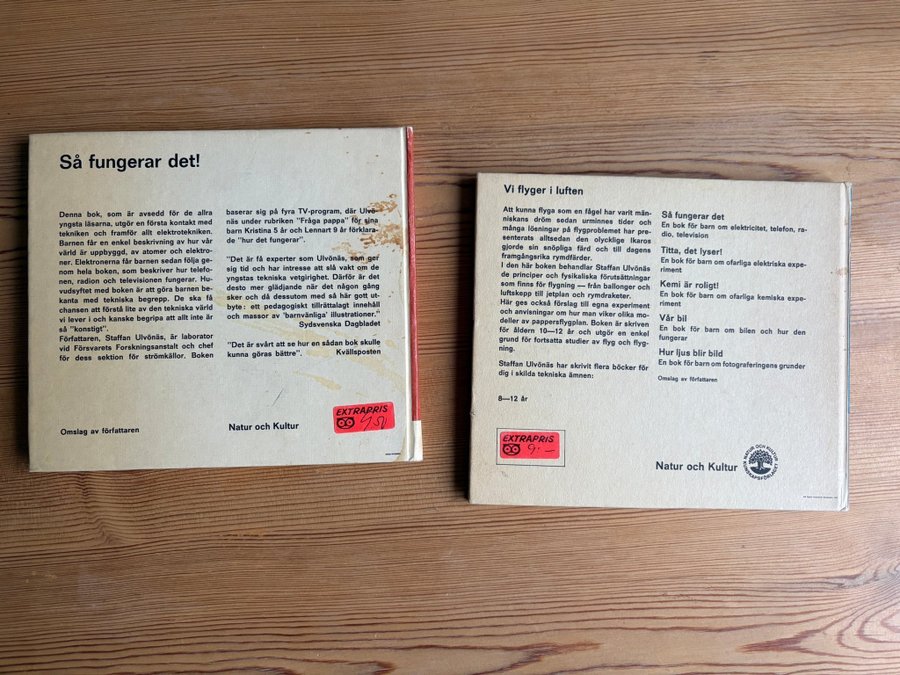 Så fungerar det!
Denna bok, som är avsedd för de allra
yngsta läsarna, utgör en första kontakt med
tekniken och framför allt elektrotekniken.
Barnen får en enkel beskrivning av hur vår
värld är uppbyggd, av atomer och elektro-
ner. Elektronerna får barnen sedan följa ge-
nom hela boken, som beskriver hur telefo-
nen, radion och televisionen fungerar. Hu-
vudsyftet med boken är att göra barnen be-
kanta med tekniska begrepp. De ska få
chansen att förstå lite av den tekniska värld
vi lever i och kanske begripa att allt inte är
så "konstigt".
Författaren, Staffan Ulvönäs, är laborator
vid Försvarets Forskningsanstalt och chef
för dess sektion för strömkällor. Boken
baserar sig på fyra TV-program, där Ulvö-
näs under rubriken "Fråga pappa" för sina
barn Kristina 5 år och Lennart 9 år förklara-
de "hur det fungerar".
"Det är få experter som Ulvönäs, som ger
sig tid och har intresse att slå vakt om de
yngstas tekniska vetgirighet. Därför är det
desto mer glädjande när det någon gång
sker och då dessutom med så här gott ut-
byte: ett pedagogiskt tillrättalagt innehåll
och massor av 'barnvänliga' illustrationer."
Sydsvenska Dagbladet
"Det är svårt att se hur en sådan bok skulle
kunna göras bättre". Kvällsposten
Omslag av författaren
Natur och Kultur
EXTRAPRIS
4,50
Vi flyger i luften
Att kunna flyga som en fågel har varit män-
niskans dröm sedan urminnes tider och
många lösningar på flygproblemet har pre-
senterats alltsedan den olycklige Ikaros
gjorde sin snöpliga färd och till dagens
framgångsrika rymdfärder.
I den här boken behandlar Staffan Ulvönäs
de principer och fysikaliska förutsättningar
som finns för flygning — från ballonger och
luftskepp till jetplan och rymdraketer.
Här ges också förslag till egna experiment
och anvisningar om hur man viker olika mo-
deller av pappersflygplan. Boken är skriven
för åldern 10—12 år och utgör en enkel
grund för fortsatta studier av flyg och flyg-
ning.
Staffan Ulvönäs har skrivit flera böcker för
dig i skilda tekniska ämnen:
8—12 år
Så fungerar det
En bok för barn om elektricitet, telefon, ra-
dio, television
Titta, det lyser!
En bok för barn om ofarliga elektriska expe-
riment
Kemi är roligt!
En bok för barn om ofarliga kemiska expe-
riment
Vår bil
En bok för barn om bilen och hur den
fungerar
Hur ljus blir bild
En bok för barn om fotograferingens grunder
Omslag av författaren
EXTRAPRIS
9.—
Natur och Kultur
NATUR OCH KULTUR
KUNSKAPSFÖRLAGET